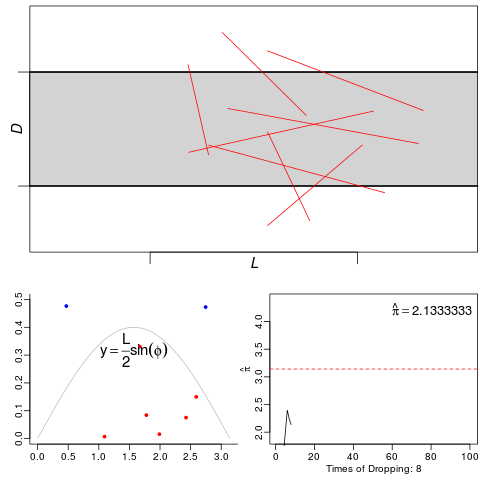 D
L
0.5
0.4
0.3
0.2
0.1
0.0
y = L/2 sin(ϕ)
0.0 0.5 1.0 1.5 2.0 2.5 3.0
π̂ = 2.1333333
π̂
4.0
3.5
3.0
2.5
2.0
0 20 40 60 80 100
Times of Dropping: 8